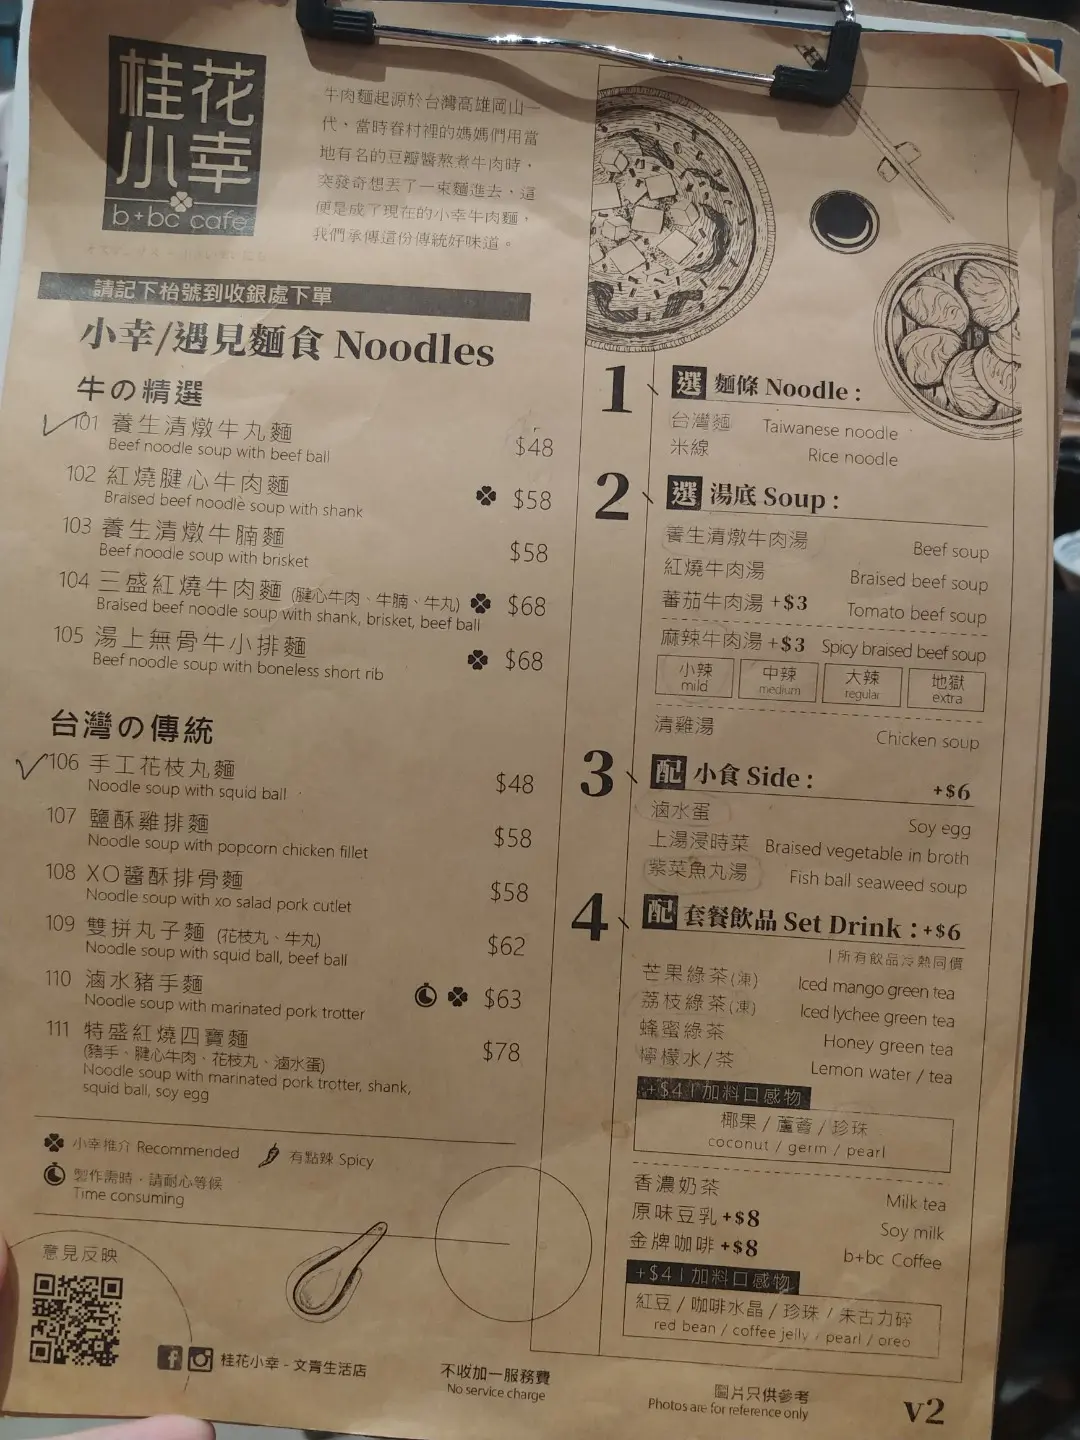 桂花
小幸
b+bc cafe
牛肉麵起源於台灣高雄岡山一
代，當時眷村裡的媽媽們用當
地有名的豆瓣醬熬煮牛肉時，
突發奇想丟了一束麵進去，這
便是成了現在的小幸牛肉麵，
我們承傳這份傳統好味道。
請記下枱號到收銀處下單
小幸/遇見麵食 Noodles
牛の精選
101 養生清燉牛丸麵 $48
Beef noodle soup with beef ball
102 紅燒腱心牛肉麵 $58
Braised beef noodle soup with shank
103 養生清燉牛腩麵 $58
Beef noodle soup with brisket
104 三盛紅燒牛肉麵 (腱心牛肉、牛腩、牛丸) $68
Braised beef noodle soup with shank, brisket, beef ball
105 湯上無骨牛小排麵 $68
Beef noodle soup with boneless short rib
台灣の傳統
106 手工花枝丸麵 $48
Noodle soup with squid ball
107 鹽酥雞排麵 $58
Noodle soup with popcorn chicken fillet
108 XO醬酥排骨麵 $58
Noodle soup with xo salad pork cutlet
109 雙拼丸子麵 (花枝丸、牛丸) $62
Noodle soup with squid ball, beef ball
110 滷水豬手麵 $63
Noodle soup with marinated pork trotter
111 特盛紅燒四寶麵 $78
(豬手、腱心牛肉、花枝丸、滷水蛋)
Noodle soup with marinated pork trotter, shank,
squid ball, soy egg
小幸推介 Recommended 有點辣 Spicy
製作需時，請耐心等候
Time consuming
意見反映
桂花小幸 - 文青生活店
不收加一服務費
No service charge
1、選 麵條 Noodle :
台灣麵 Taiwanese noodle
米線 Rice noodle
2、選 湯底 Soup :
養生清燉牛肉湯 Beef soup
紅燒牛肉湯 Braised beef soup
蕃茄牛肉湯 +$3 Tomato beef soup
麻辣牛肉湯 +$3 Spicy braised beef soup
小辣 中辣 大辣 地獄
mild medium regular extra
清雞湯 Chicken soup
3、配 小食 Side : +$6
滷水蛋 Soy egg
上湯浸時菜 Braised vegetable in broth
紫菜魚丸湯 Fish ball seaweed soup
4、配 套餐飲品 Set Drink : +$6
| 所有飲品冷熱同價
芒果綠茶(凍) Iced mango green tea
荔枝綠茶(凍) Iced lychee green tea
蜂蜜綠茶 Honey green tea
檸檬水/茶 Lemon water / tea
+$4 | 加料口感物
椰果 / 蘆薈 / 珍珠
coconut / germ / pearl
香濃奶茶 Milk tea
原味豆乳 +$8 Soy milk
金牌咖啡 +$8 b+bc Coffee
+$4 | 加料口感物
紅豆 / 咖啡水晶 / 珍珠 / 朱古力碎
red bean / coffee jelly / pearl / oreo
圖片只供參考
Photos are for reference only
v2